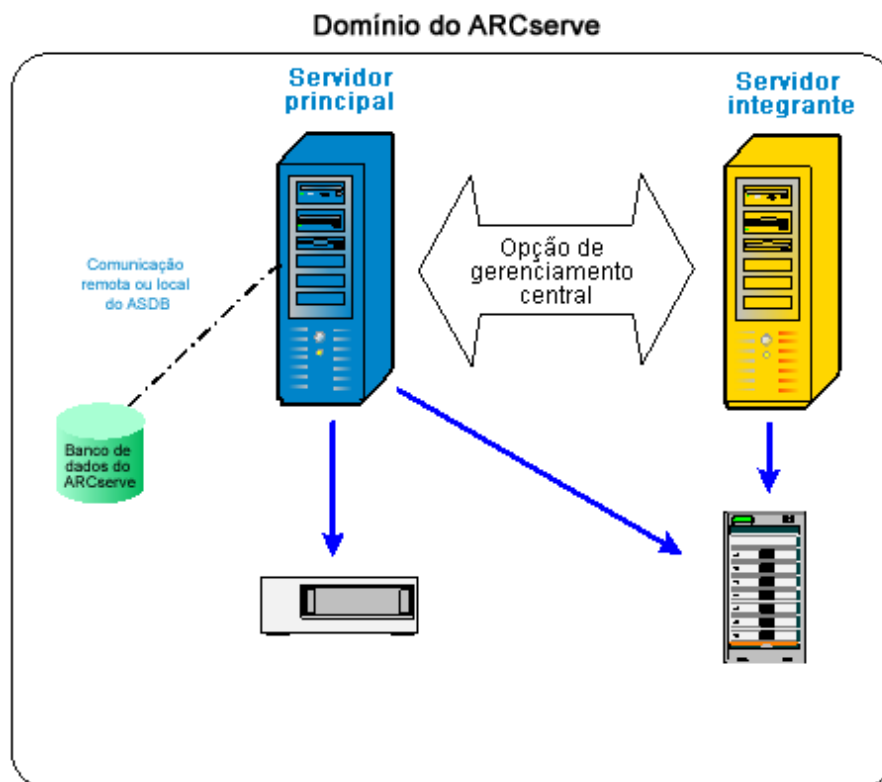 Domínio do ARCserve
Servidor
principal
Servidor
integrante
Opção de
gerenciamento
central
Comunicação
remota ou local
do ASDB
Banco de
dados do
ARCserve